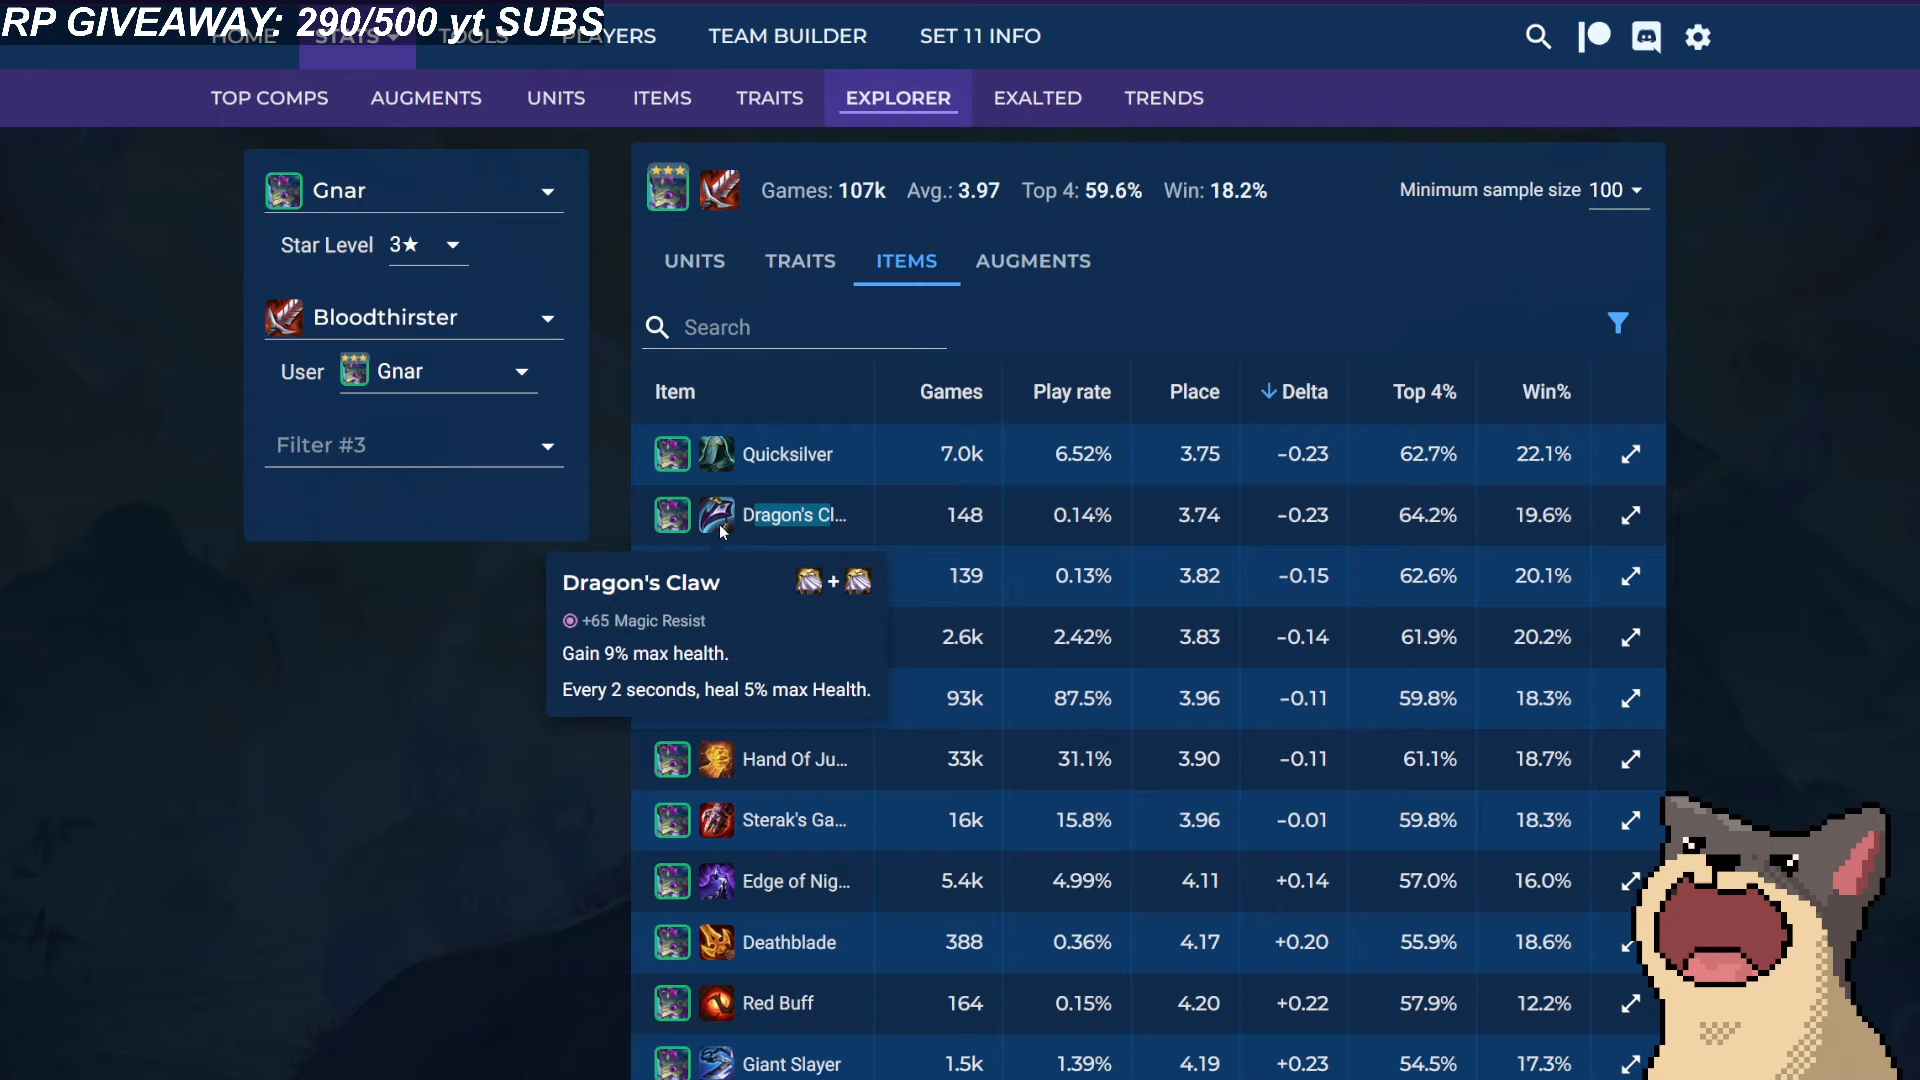 RP GIVEAWAY: 290/500 yt SUBS
HOME STATS TOOLS PLAYERS TEAM BUILDER SET 11 INFO
TOP COMPS AUGMENTS UNITS ITEMS TRAITS EXPLORER EXALTED TRENDS
Gnar
Star Level 3★
Bloodthirster
User Gnar
Filter #3
Games: 107k Avg.: 3.97 Top 4: 59.6% Win: 18.2% Minimum sample size 100
UNITS TRAITS ITEMS AUGMENTS
Search
Item Games Play rate Place Delta Top 4% Win%
Quicksilver 7.0k 6.52% 3.75 -0.23 62.7% 22.1%
Dragon's Cl... 148 0.14% 3.74 -0.23 64.2% 19.6%
139 0.13% 3.82 -0.15 62.6% 20.1%
2.6k 2.42% 3.83 -0.14 61.9% 20.2%
93k 87.5% 3.96 -0.11 59.8% 18.3%
Dragon's Claw +
+65 Magic Resist
Gain 9% max health.
Every 2 seconds, heal 5% max Health.
Hand Of Ju... 33k 31.1% 3.90 -0.11 61.1% 18.7%
Sterak's Ga... 16k 15.8% 3.96 -0.01 59.8% 18.3%
Edge of Nig... 5.4k 4.99% 4.11 +0.14 57.0% 16.0%
Deathblade 388 0.36% 4.17 +0.20 55.9% 18.6%
Red Buff 164 0.15% 4.20 +0.22 57.9% 12.2%
Giant Slayer 1.5k 1.39% 4.19 +0.23 54.5% 17.3%